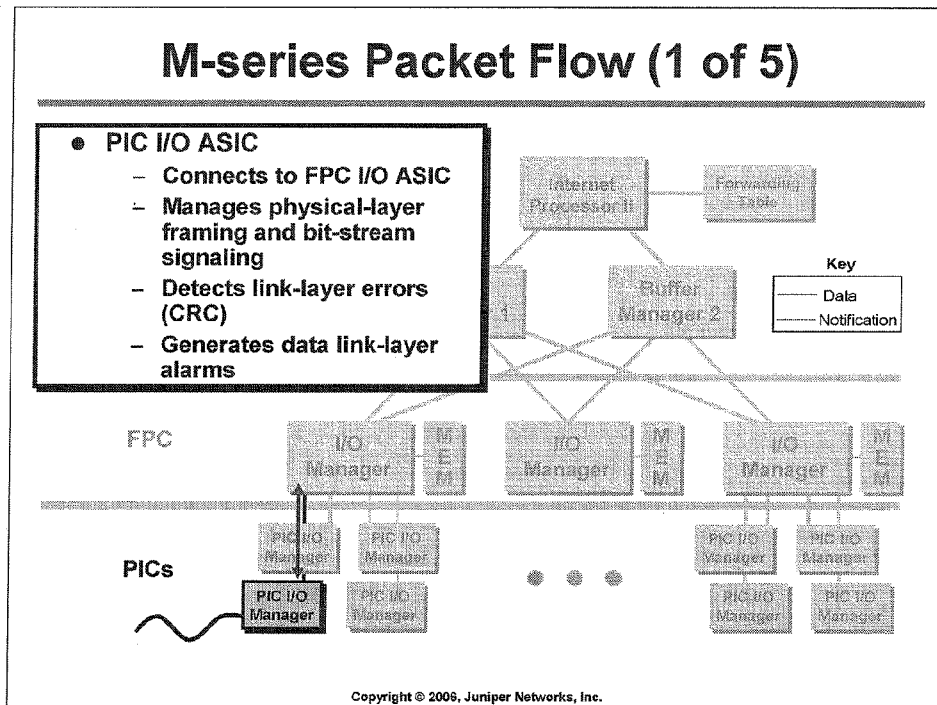 M-series Packet Flow (1 of 5)
● PIC I/O ASIC
– Connects to FPC I/O ASIC
– Manages physical-layer
framing and bit-stream
signaling
– Detects link-layer errors
(CRC)
– Generates data link-layer
alarms
Internet
Processor II
Forwarding
Table
1
Buffer
Manager 2
Key
Data
Notification
FPC
I/O
Manager
MEM
I/O
Manager
MEM
I/O
Manager
MEM
PICs
PIC I/O
Manager
PIC I/O
Manager
PIC I/O
Manager
PIC I/O
Manager
PIC I/O
Manager
PIC I/O
Manager
PIC I/O
Manager
PIC I/O
Manager
Copyright © 2006, Juniper Networks, Inc.